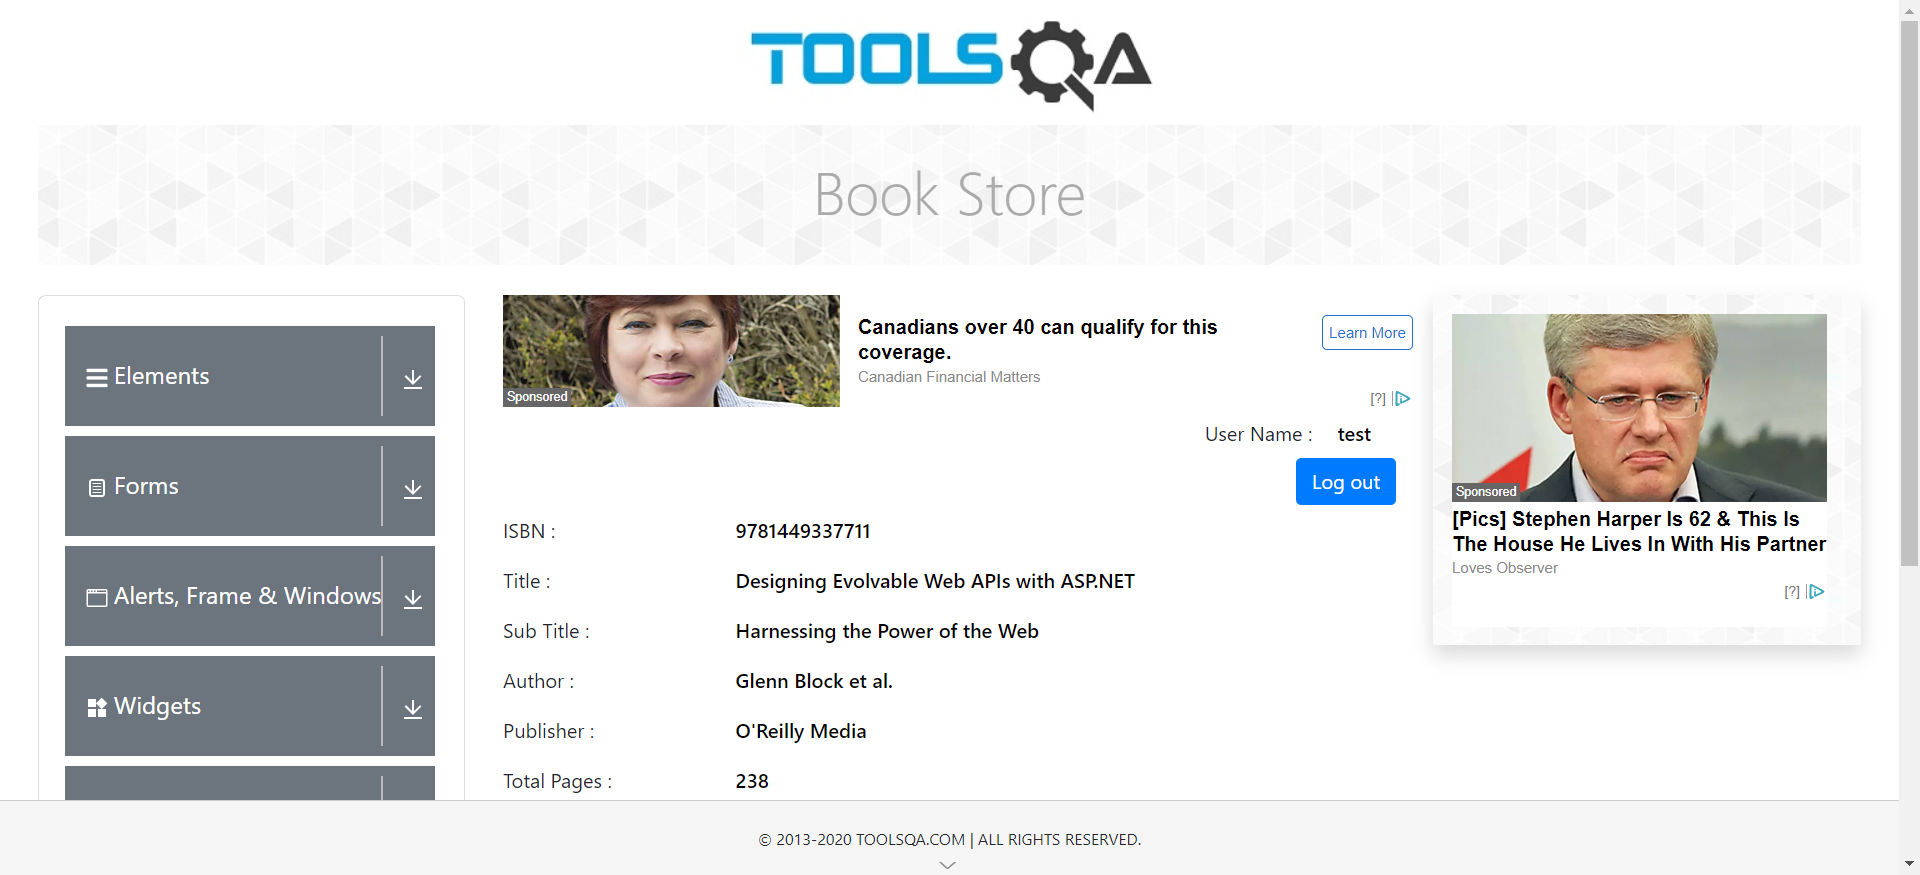 TOOLSQA
Book Store
Elements
Forms
Alerts, Frame & Windows
Widgets
Sponsored
Canadians over 40 can qualify for this
coverage.
Canadian Financial Matters
Learn More
[?]
User Name :
test
Log out
ISBN :
9781449337711
Title :
Designing Evolvable Web APIs with ASP.NET
Sub Title :
Harnessing the Power of the Web
Author :
Glenn Block et al.
Publisher :
O'Reilly Media
Total Pages :
238
Sponsored
[Pics] Stephen Harper Is 62 & This Is
The House He Lives In With His Partner
Loves Observer
[?]
© 2013-2020 TOOLSQA.COM | ALL RIGHTS RESERVED.